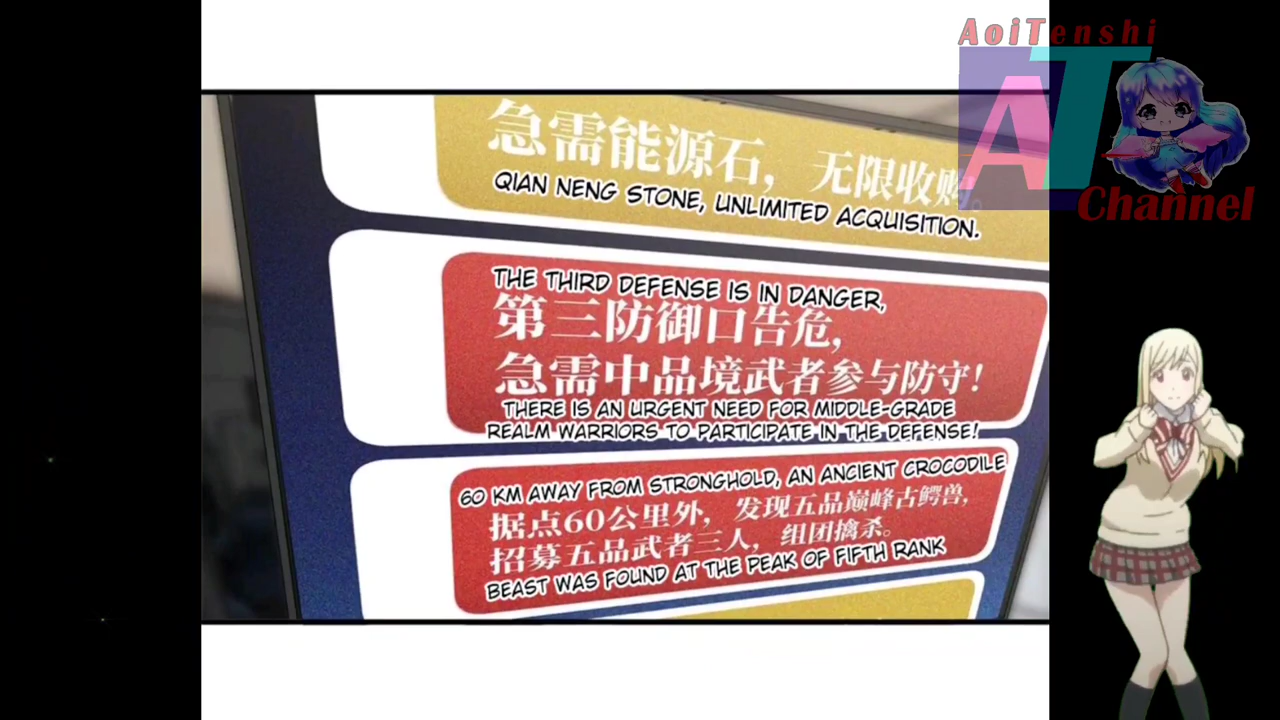 AoiTenshi
AT
Channel
急需能源石，无限收购。
QIAN NENG STONE, UNLIMITED ACQUISITION.
THE THIRD DEFENSE IS IN DANGER,
第三防御口告危，
急需中品境武者参与防守！
THERE IS AN URGENT NEED FOR MIDDLE-GRADE
REALM WARRIORS TO PARTICIPATE IN THE DEFENSE!
60 KM AWAY FROM STRONGHOLD, AN ANCIENT CROCODILE
据点60公里外，发现五品巅峰古鳄兽，
招募五品武者三人，组团擒杀。
BEAST WAS FOUND AT THE PEAK OF FIFTH RANK